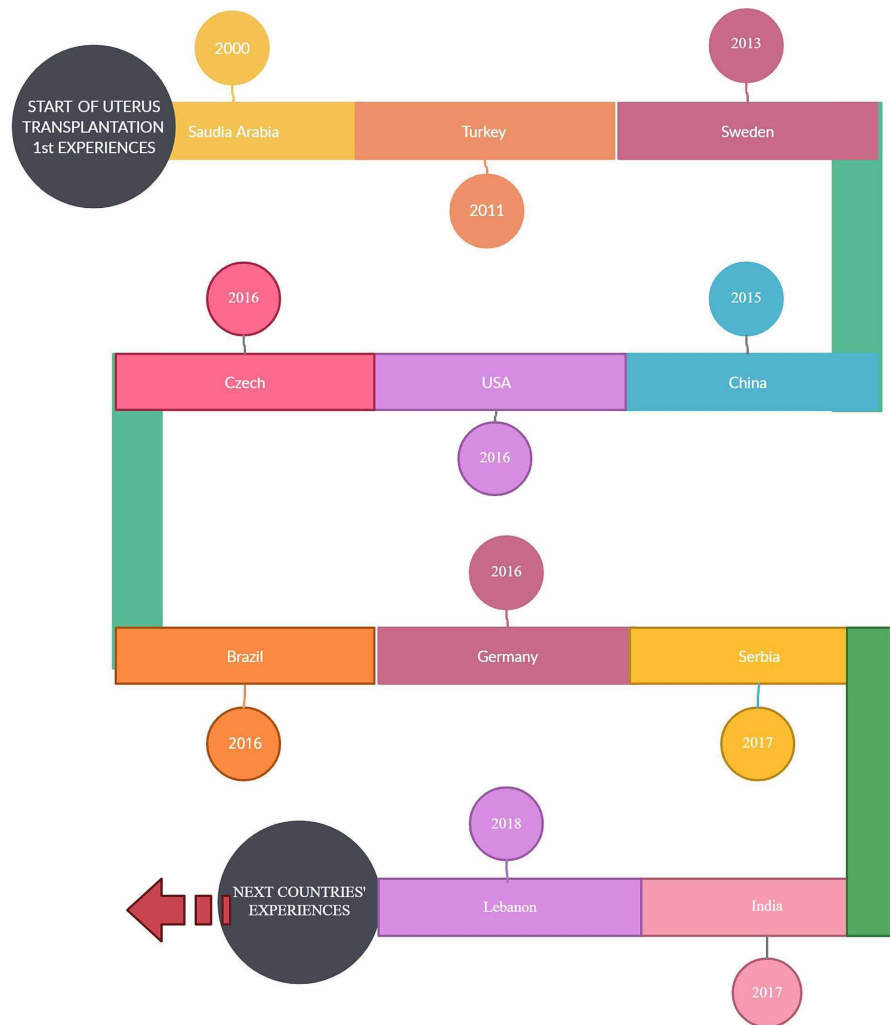 2000
2013
START OF UTERUS
TRANSPLANTATION
1st EXPERIENCES
Saudia Arabia
Turkey
Sweden
2011
2016
2015
Czech
USA
China
2016
2016
Brazil
Germany
Serbia
2016
2017
2018
NEXT COUNTRIES'
EXPERIENCES
Lebanon
India
2017